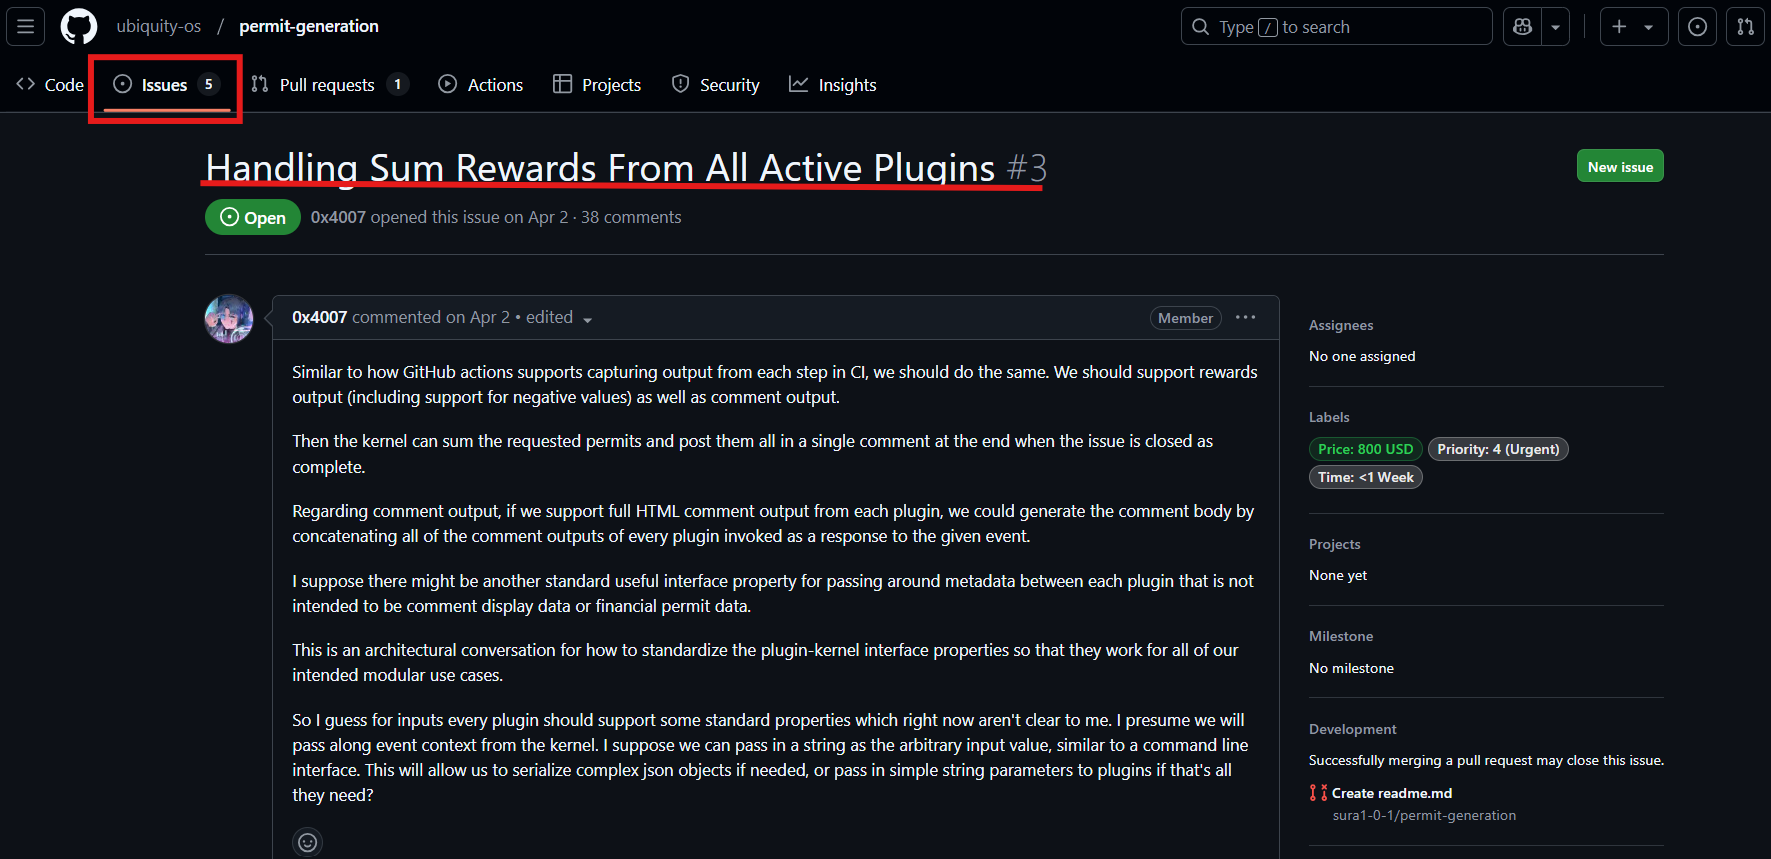 ubiquity-os / permit-generation
Type / to search
Code
Issues 5
Pull requests 1
Actions
Projects
Security
Insights
Handling Sum Rewards From All Active Plugins #3
New issue
Open
0x4007 opened this issue on Apr 2 · 38 comments
0x4007 commented on Apr 2 • edited
Member
Similar to how GitHub actions supports capturing output from each step in CI, we should do the same. We should support rewards
output (including support for negative values) as well as comment output.
Then the kernel can sum the requested permits and post them all in a single comment at the end when the issue is closed as
complete.
Regarding comment output, if we support full HTML comment output from each plugin, we could generate the comment body by
concatenating all of the comment outputs of every plugin invoked as a response to the given event.
I suppose there might be another standard useful interface property for passing around metadata between each plugin that is not
intended to be comment display data or financial permit data.
This is an architectural conversation for how to standardize the plugin-kernel interface properties so that they work for all of our
intended modular use cases.
So I guess for inputs every plugin should support some standard properties which right now aren't clear to me. I presume we will
pass along event context from the kernel. I suppose we can pass in a string as the arbitrary input value, similar to a command line
interface. This will allow us to serialize complex json objects if needed, or pass in simple string parameters to plugins if that's all
they need?
Assignees
No one assigned
Labels
Price: 800 USD
Priority: 4 (Urgent)
Time: <1 Week
Projects
None yet
Milestone
No milestone
Development
Successfully merging a pull request may close this issue.
Create readme.md
sura1-0-1/permit-generation